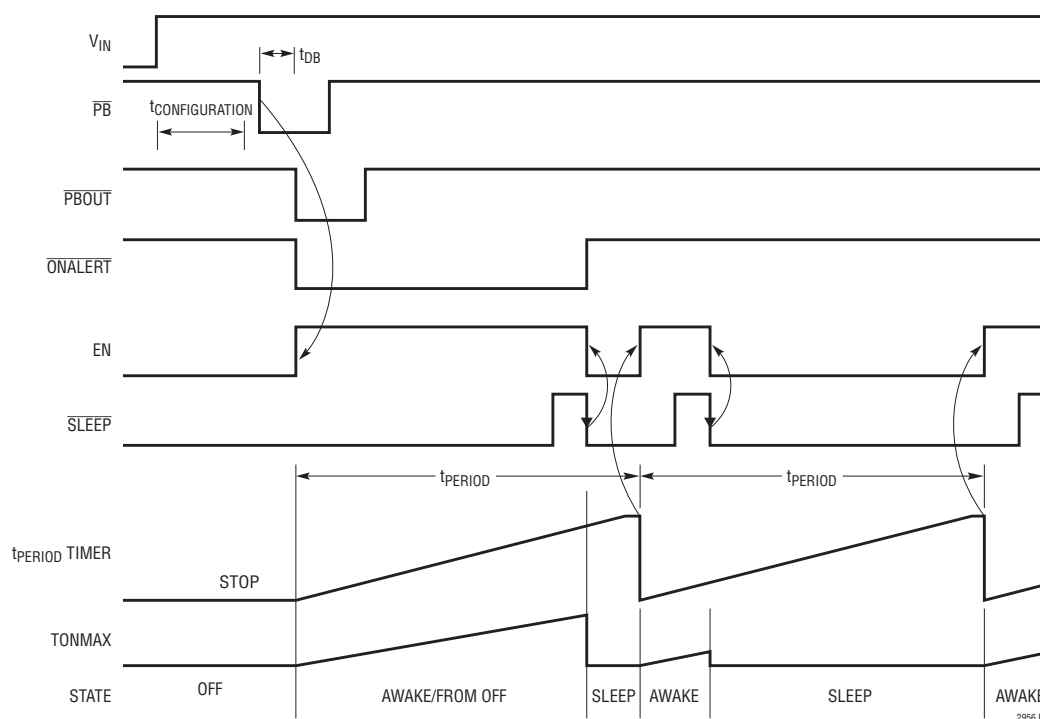 VIN
tDB
PB
tCONFIGURATION
PBOUT
ONALERT
EN
SLEEP
tPERIOD
tPERIOD
tPERIOD TIMER
STOP
TONMAX
STATE
OFF
AWAKE/FROM OFF
SLEEP
AWAKE
SLEEP
AWAKE
2956